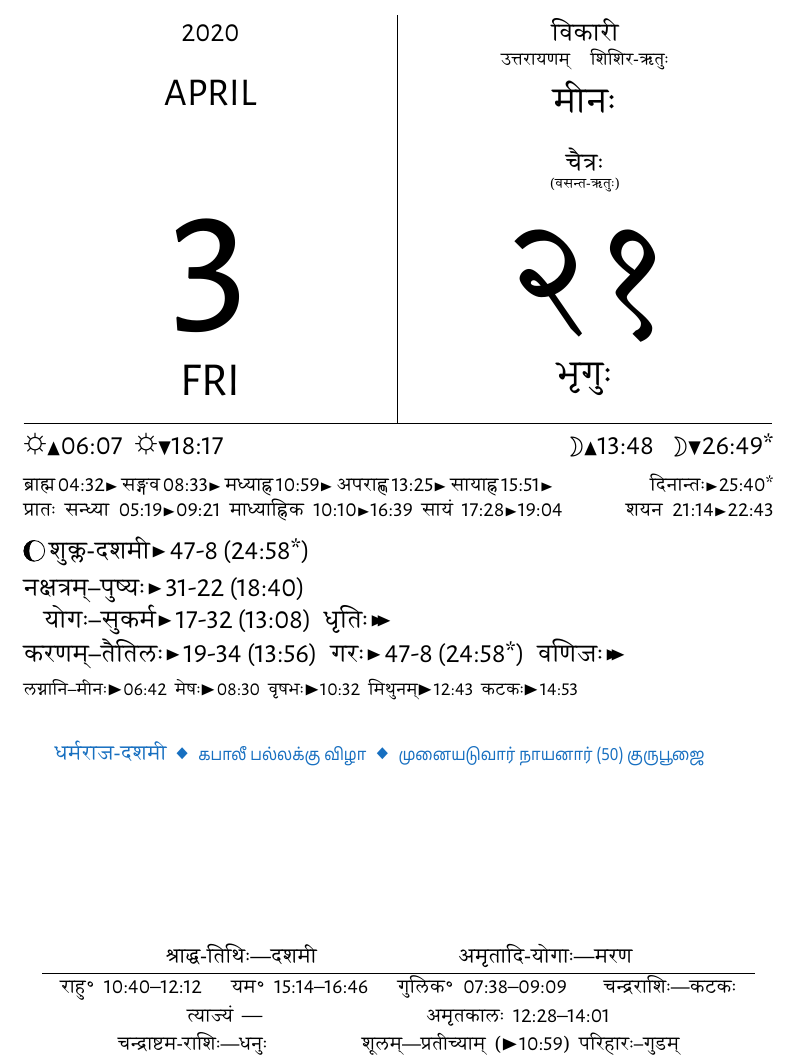 2020
APRIL
3
FRI
विकारी
उत्तरायणम् शिशिर-ऋतुः
मीनः
चैत्रः
(वसन्त-ऋतुः)
२१
भृगुः
☼▲06:07 ☼▼18:17 ☽▲13:48 ☽▼26:49*
ब्राह्म 04:32► सङ्गव 08:33► मध्याह्न 10:59► अपराह्ण 13:25► सायाह्न 15:51► दिनान्तः►25:40*
प्रातः सन्ध्या 05:19►09:21 माध्याह्निक 10:10►16:39 सायं 17:28►19:04 शयन 21:14►22:43
शुक्ल-दशमी► 47-8 (24:58*)
नक्षत्रम्–पुष्यः► 31-22 (18:40)
योगः–सुकर्म► 17-32 (13:08) धृतिः►►
करणम्–तैतिलः►19-34 (13:56) गरः► 47-8 (24:58*) वणिजः►►
लग्नानि–मीनः►06:42 मेषः►08:30 वृषभः►10:32 मिथुनम्►12:43 कटकः►14:53
धर्मराज-दशमी ◆ கபாலீ பல்லக்கு விழா ◆ முனையடுவார் நாயனார் (50) குருபூஜை
श्राद्ध-तिथिः—दशमी अमृतादि-योगाः—मरण
राहु° 10:40–12:12 यम° 15:14–16:46 गुलिक° 07:38–09:09 चन्द्रराशिः—कटकः
त्याज्यं — अमृतकालः 12:28–14:01
चन्द्राष्टम-राशिः—धनुः शूलम्—प्रतीच्याम् (►10:59) परिहारः–गुडम्